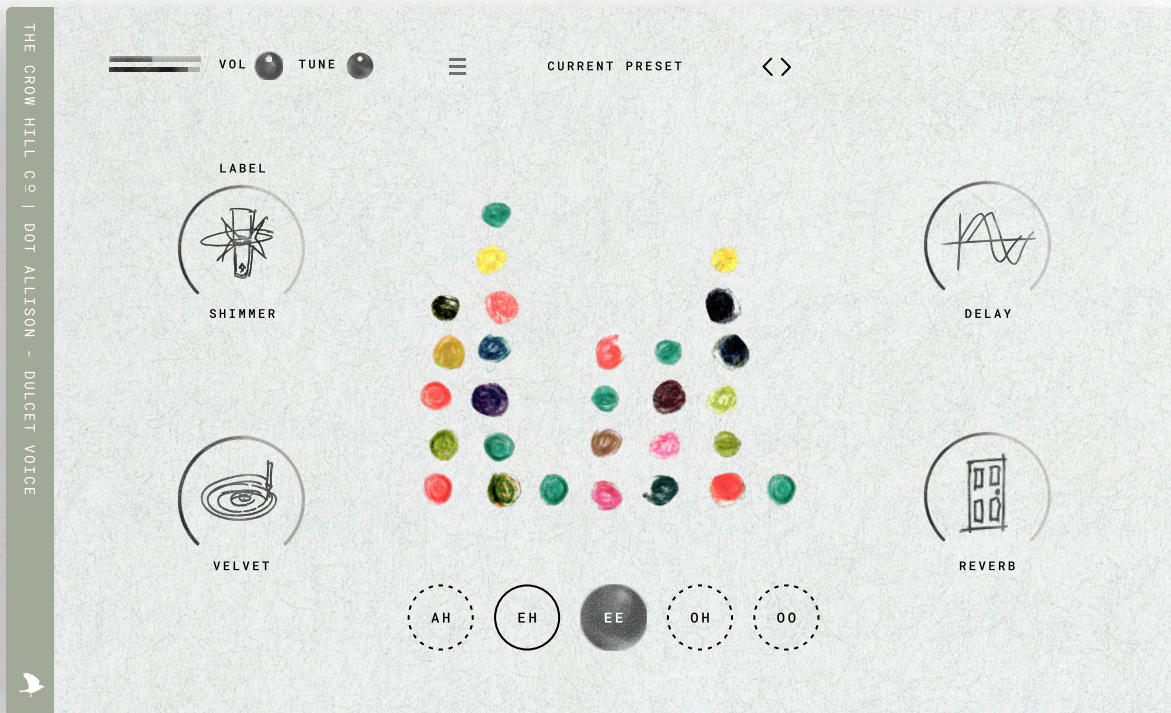 THE CROW HILL Cº | DOT ALLISON - DULCET VOICE
VOL TUNE CURRENT PRESET
LABEL
SHIMMER
DELAY
VELVET
REVERB
AH EH EE OH OO